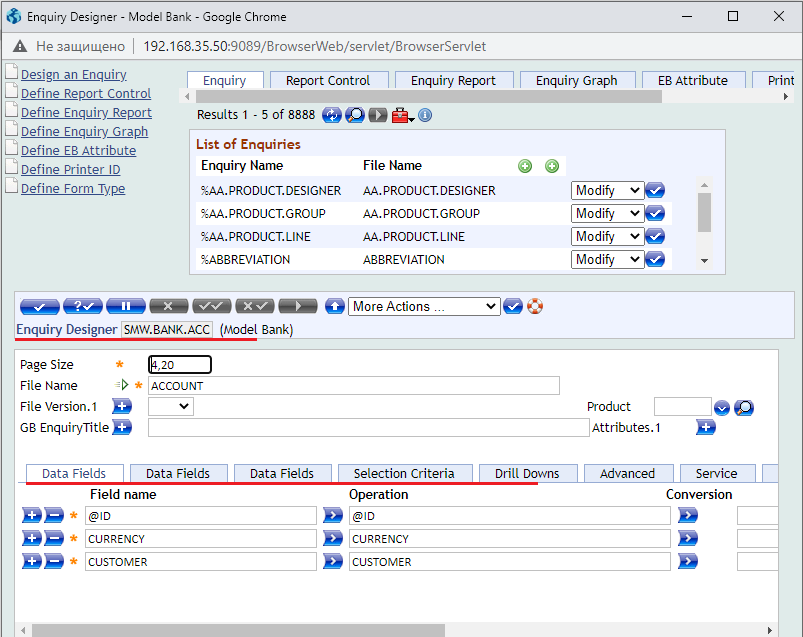 Enquiry Designer - Model Bank - Google Chrome
Не защищено 192.168.35.50:9089/BrowserWeb/servlet/BrowserServlet
Design an Enquiry
Define Report Control
Define Enquiry Report
Define Enquiry Graph
Define EB Attribute
Define Printer ID
Define Form Type
Enquiry Report Control Enquiry Report Enquiry Graph EB Attribute Print
Results 1 - 5 of 8888
List of Enquiries
Enquiry Name File Name
%AA.PRODUCT.DESIGNER AA.PRODUCT.DESIGNER Modify
%AA.PRODUCT.GROUP AA.PRODUCT.GROUP Modify
%AA.PRODUCT.LINE AA.PRODUCT.LINE Modify
%ABBREVIATION ABBREVIATION Modify
More Actions ...
Enquiry Designer SMW.BANK.ACC (Model Bank)
Page Size * 4,20
File Name * ACCOUNT
File Version.1 Product
GB EnquiryTitle Attributes.1
Data Fields Data Fields Data Fields Selection Criteria Drill Downs Advanced Service
Field name Operation Conversion
* @ID @ID
* CURRENCY CURRENCY
* CUSTOMER CUSTOMER